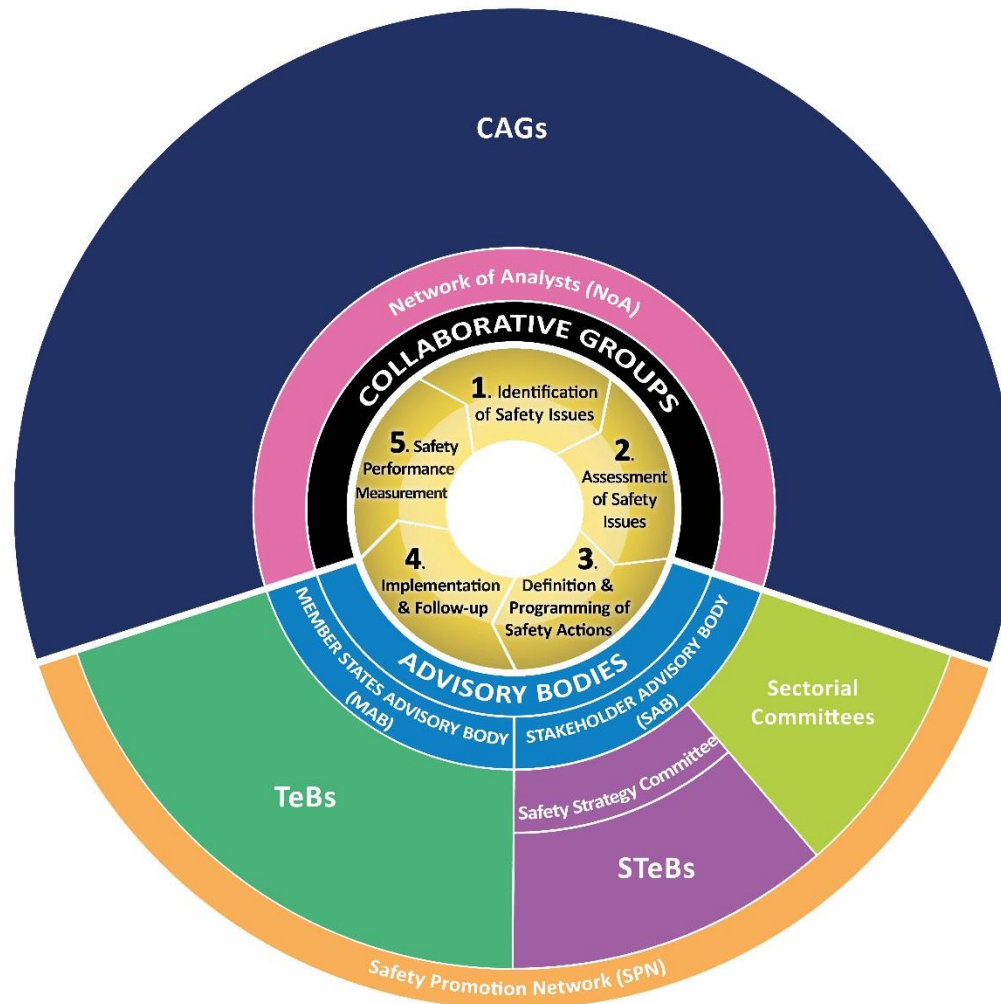 CAGs
Network of Analysts (NoA)
COLLABORATIVE GROUPS
1. Identification
of Safety Issues
2.
Assessment
of Safety
Issues
3.
Definition &
Programming of
Safety Actions
4.
Implementation
& Follow-up
5. Safety
Performance
Measurement
ADVISORY BODIES
MEMBER STATES ADVISORY BODY
(MAB)
STAKEHOLDER ADVISORY BODY
(SAB)
Sectorial
Committees
Safety Strategy Committee
TeBs
STeBs
Safety Promotion Network (SPN)